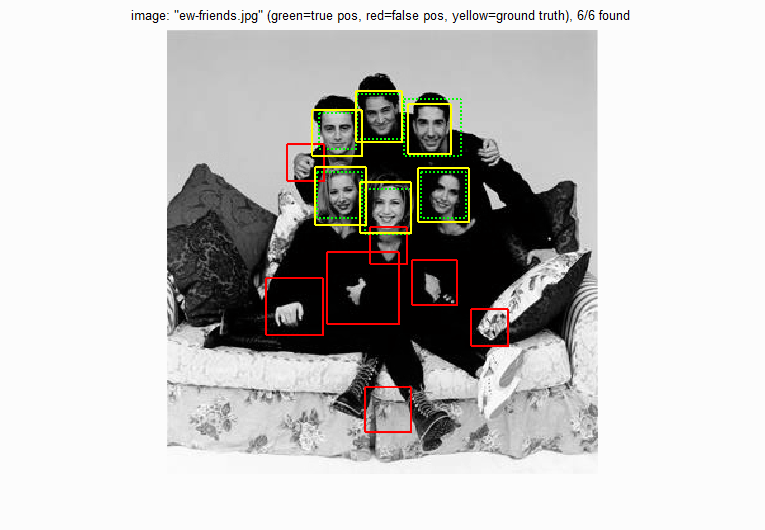 image: "ew-friends.jpg" (green=true pos, red=false pos, yellow=ground truth), 6/6 found